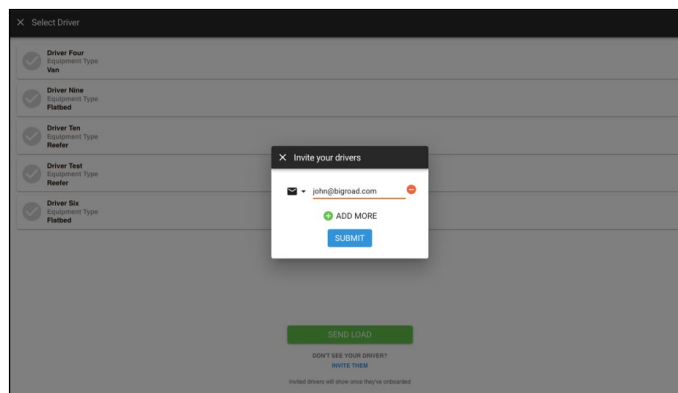 Select Driver
Driver Four
Equipment Type
Van
Driver Nine
Equipment Type
Flatbed
Driver Ten
Equipment Type
Reefer
Driver Test
Equipment Type
Reefer
Driver Six
Equipment Type
Flatbed
Invite your drivers
john@bigroad.com
ADD MORE
SUBMIT
SEND LOAD
DON'T SEE YOUR DRIVER?
INVITE THEM
Invited drivers will show once they've onboarded